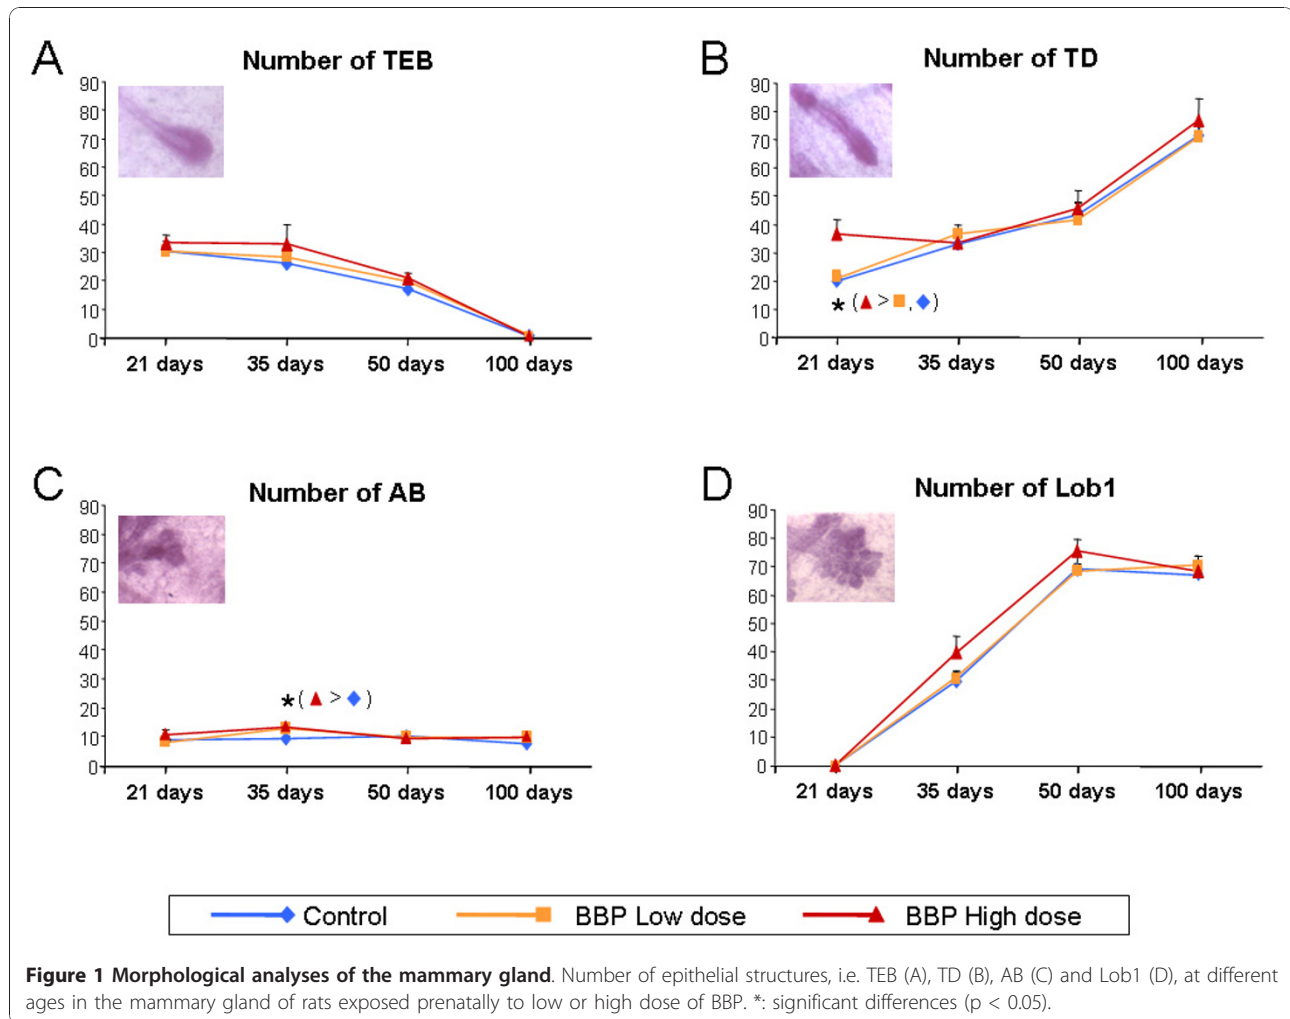 A
Number of TEB
90
80
70
60
50
40
30
20
10
0
21 days 35 days 50 days 100 days
B
Number of TD
90
80
70
60
50
40
30
20
10
0
* ( > , )
21 days 35 days 50 days 100 days
C
Number of AB
90
80
70
60
50
40
30
20
10
0
* ( > )
21 days 35 days 50 days 100 days
D
Number of Lob1
90
80
70
60
50
40
30
20
10
0
21 days 35 days 50 days 100 days
Control BBP Low dose BBP High dose
Figure 1 Morphological analyses of the mammary gland. Number of epithelial structures, i.e. TEB (A), TD (B), AB (C) and Lob1 (D), at different
ages in the mammary gland of rats exposed prenatally to low or high dose of BBP. *: significant differences (p < 0.05).